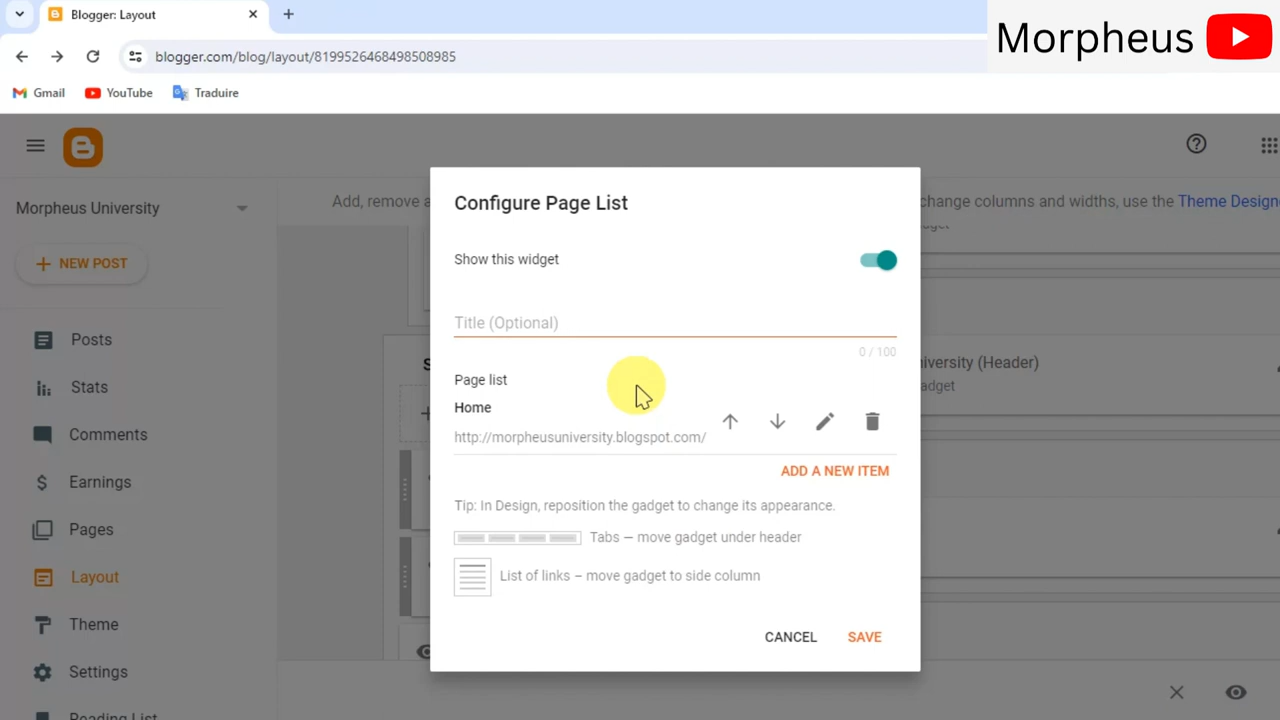 Blogger: Layout
Morpheus
blogger.com/blog/layout/8199526468498508985
Gmail
YouTube
Traduire
Morpheus University
Add, remove a
change columns and widths, use the Theme Design
NEW POST
Configure Page List
Show this widget
Title (Optional)
0 / 100
Page list
Home
http://morpheusuniversity.blogspot.com/
ADD A NEW ITEM
Tip: In Design, reposition the gadget to change its appearance.
Tabs — move gadget under header
List of links – move gadget to side column
CANCEL
SAVE
iversity (Header)
adget
Posts
Stats
Comments
Earnings
Pages
Layout
Theme
Settings
Reading List